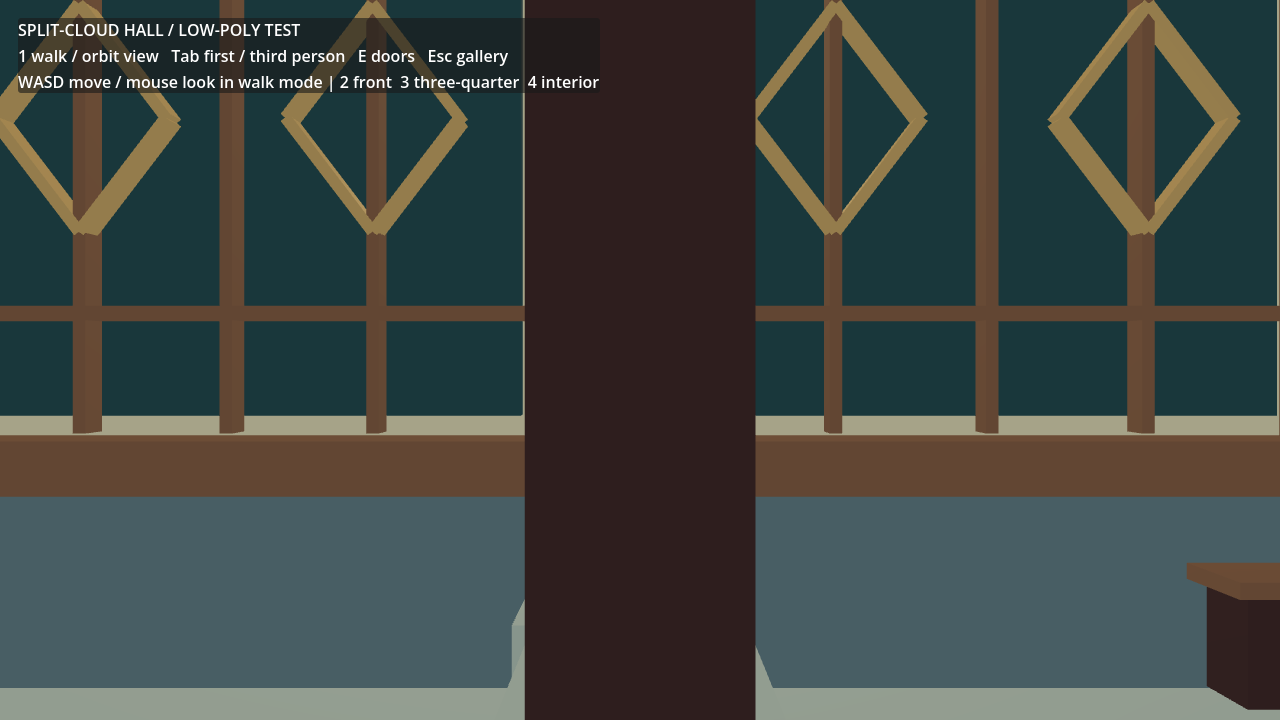 SPLIT-CLOUD HALL / LOW-POLY TEST
1 walk / orbit view   Tab first / third person   E doors   Esc gallery
WASD move / mouse look in walk mode | 2 front  3 three-quarter  4 interior